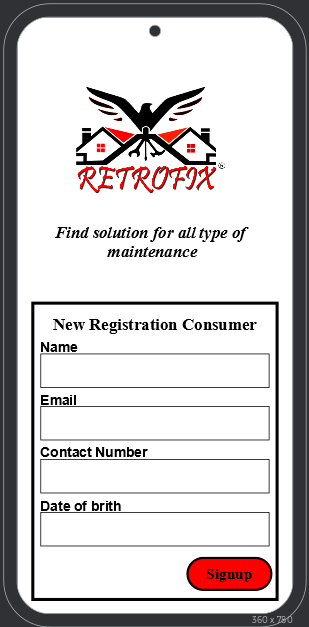 RETROFIX®
Find solution for all type of
maintenance
New Registration Consumer
Name
Email
Contact Number
Date of brith
Signup
360 x 780